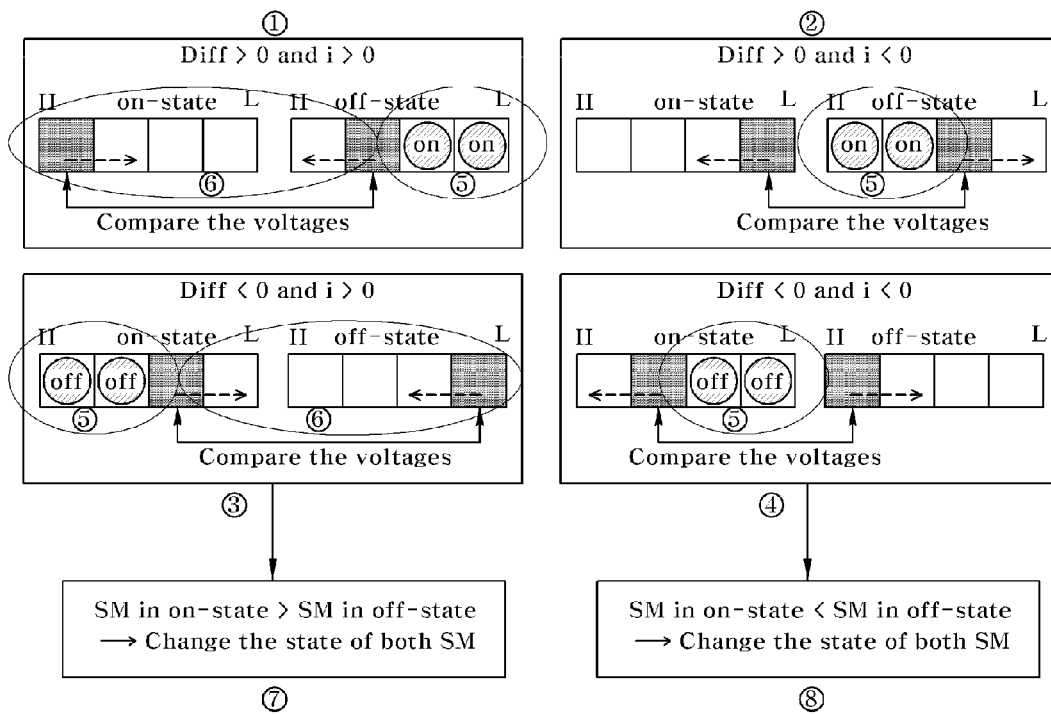 ① ②
Diff > 0 and i > 0
H on-state L H off-state L
on on
⑥ ⑤
Compare the voltages
Diff > 0 and i < 0
H on-state L H off-state L
on on
⑤
Compare the voltages
Diff < 0 and i > 0
H on-state L H off-state L
off off
⑤ ⑥
Compare the voltages
③
Diff < 0 and i < 0
H on-state L H off-state L
off off
⑤
Compare the voltages
④
SM in on-state > SM in off-state
→ Change the state of both SM
⑦
SM in on-state < SM in off-state
→ Change the state of both SM
⑧